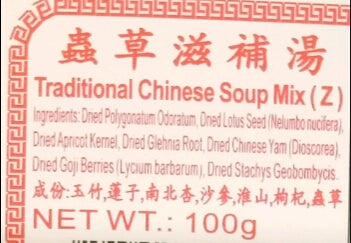 蟲草滋補湯
Traditional Chinese Soup Mix ( Z )
Ingredients: Dried Polygonatum Odoratum, Dried Lotus Seed (Nelumbo nucifera),
Dried Apricot Kernel, Dried Glehnia Root, Dried Chinese Yam (Dioscorea),
Dried Goji Berries (Lycium barbarum), Dried Stachys Geobombycis.
成份:玉竹,蓮子,南北杏,沙參,淮山,枸杞,蟲草
NET WT.: 100g